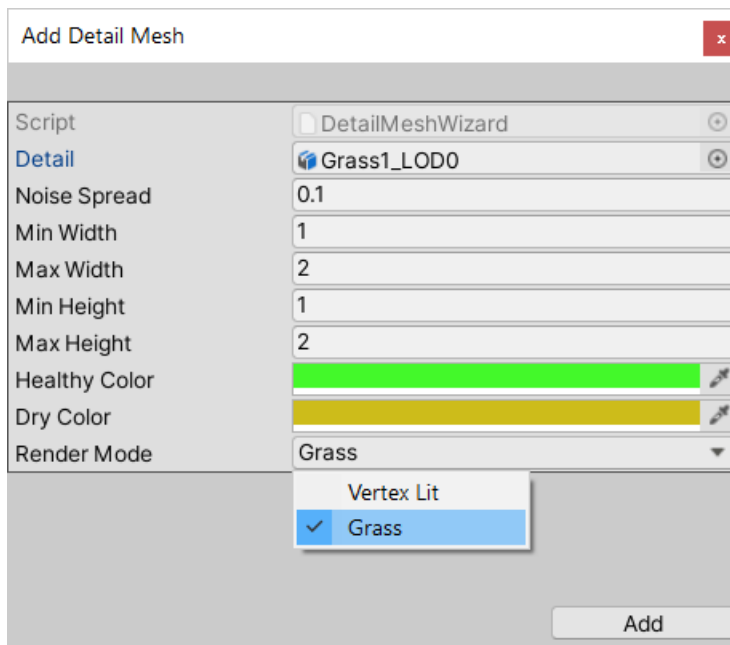 Add Detail Mesh
x
Script DetailMeshWizard
Detail Grass1_LOD0
Noise Spread 0.1
Min Width 1
Max Width 2
Min Height 1
Max Height 2
Healthy Color
Dry Color
Render Mode Grass
Vertex Lit
Grass
Add